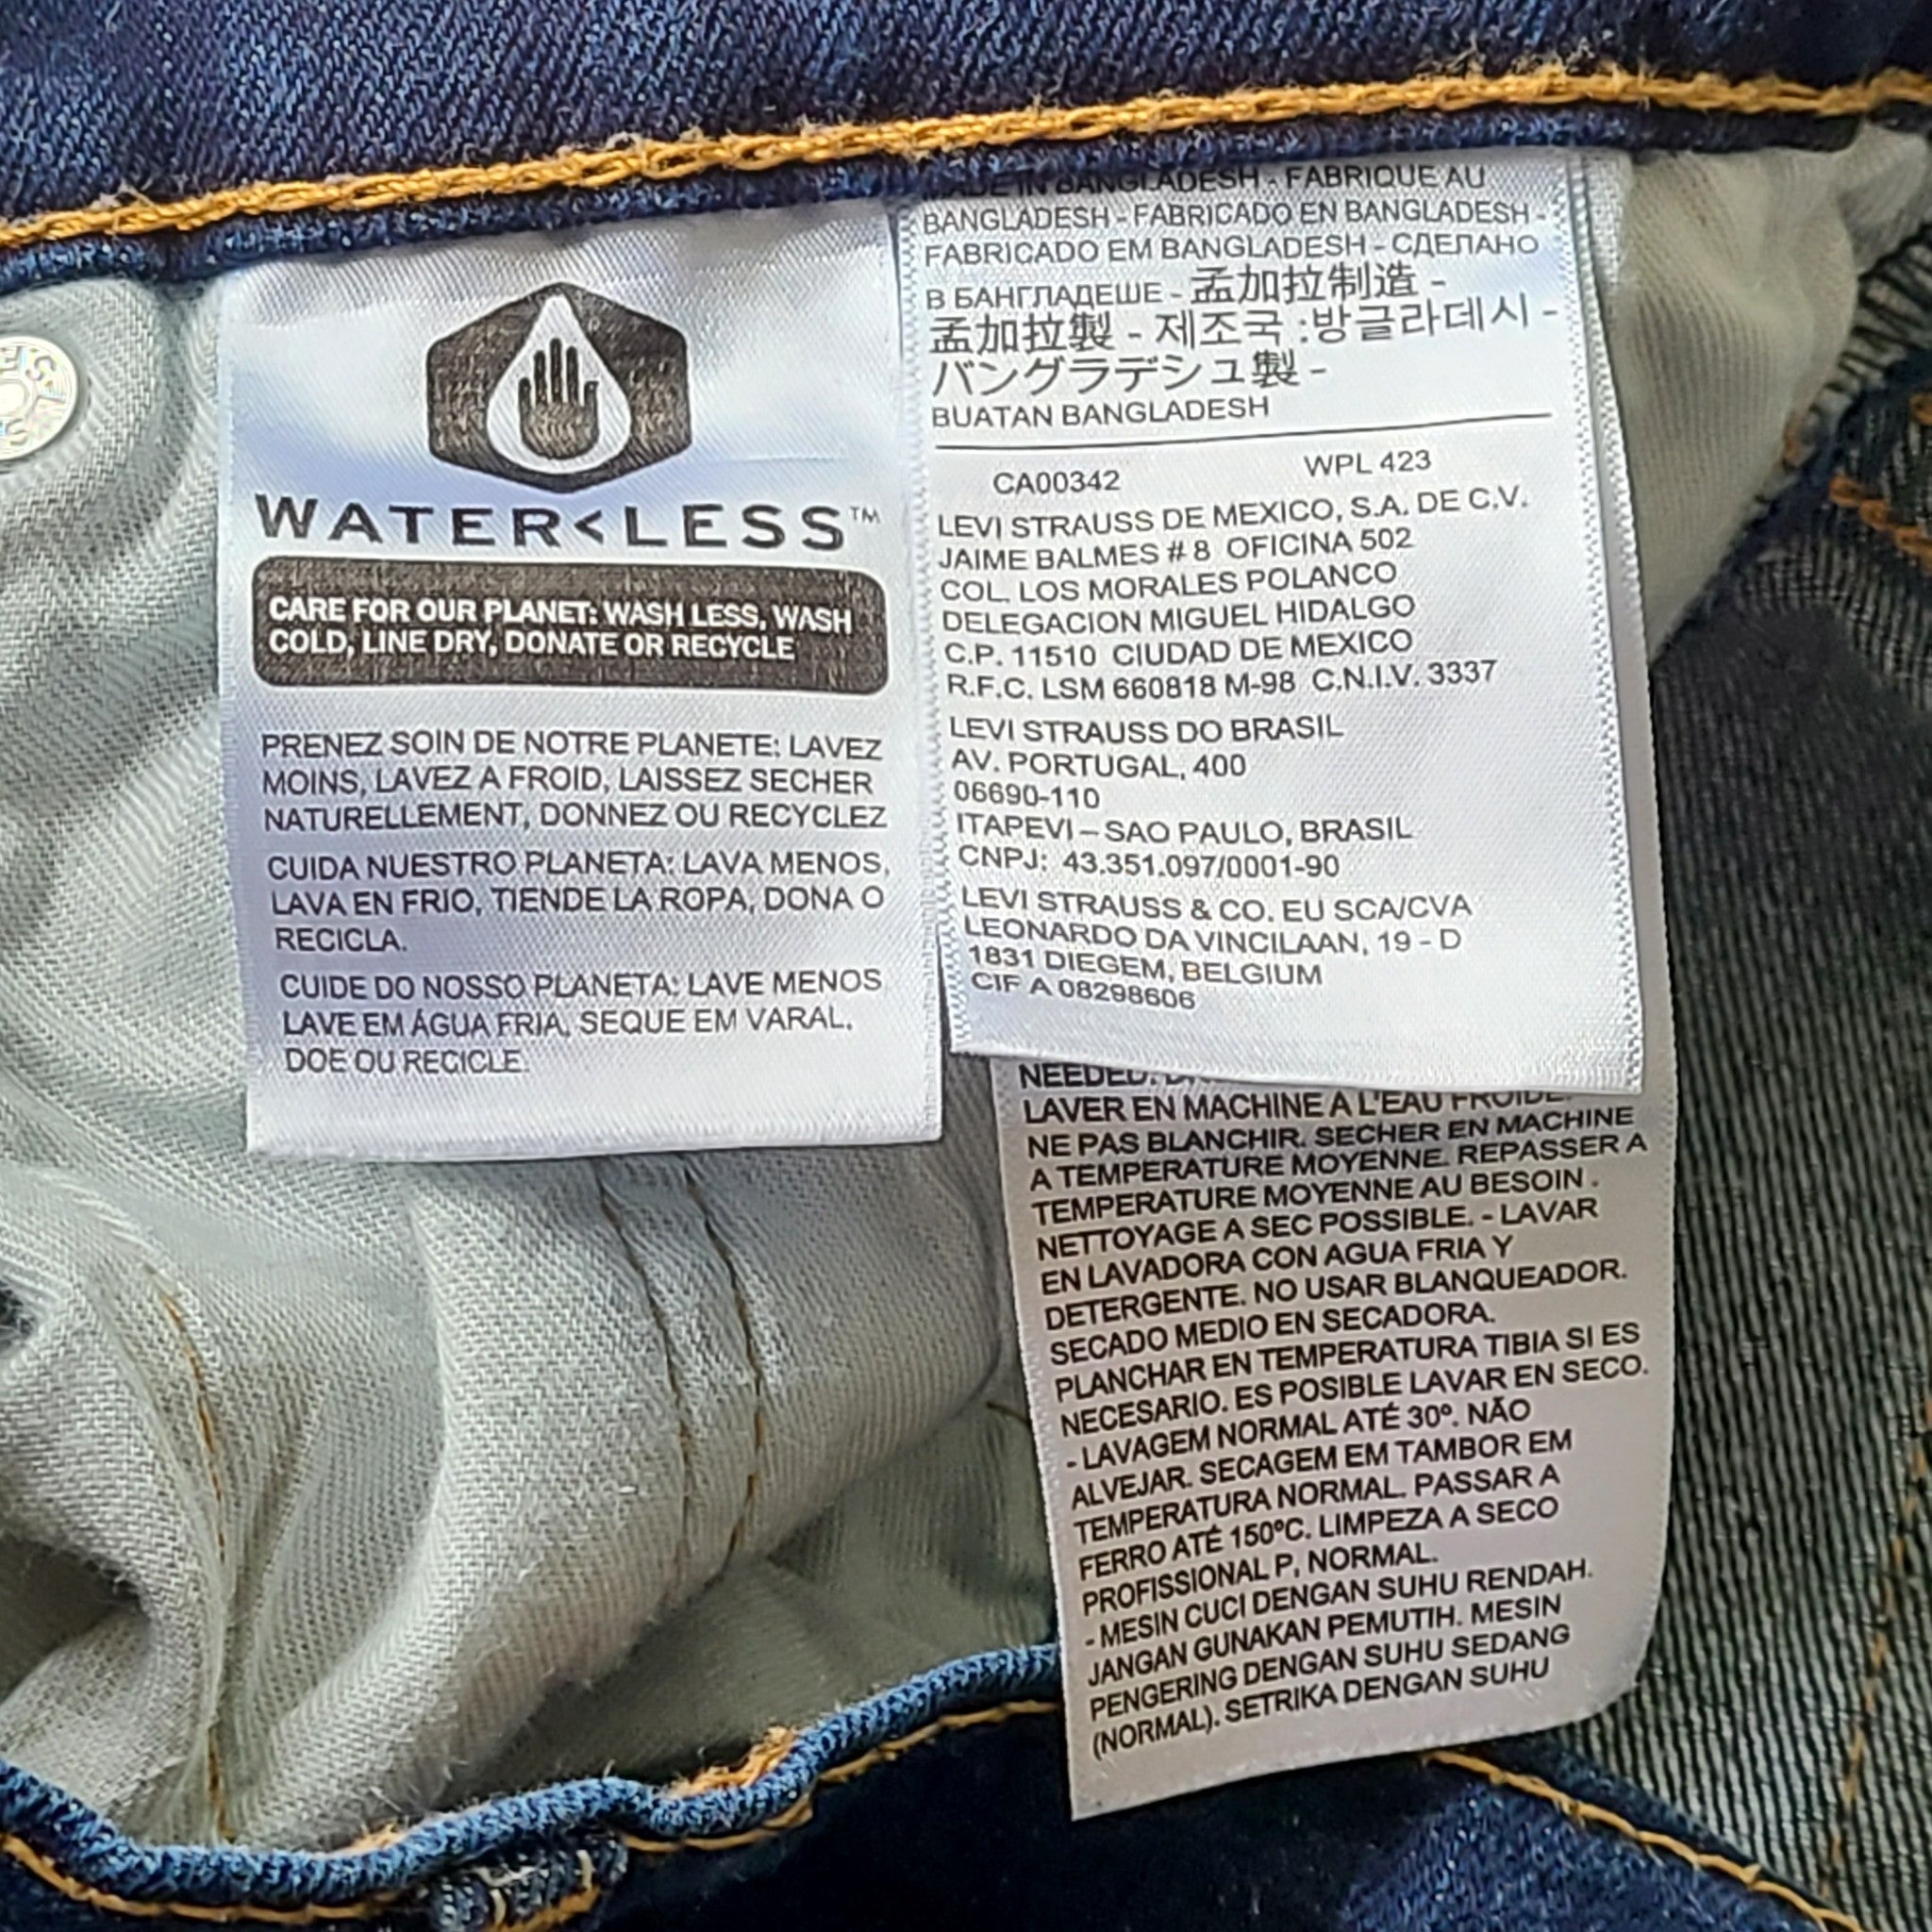 WATER<LESS™
CARE FOR OUR PLANET: WASH LESS, WASH
COLD, LINE DRY, DONATE OR RECYCLE
PRENEZ SOIN DE NOTRE PLANETE: LAVEZ
MOINS, LAVEZ A FROID, LAISSEZ SECHER
NATURELLEMENT, DONNEZ OU RECYCLEZ
CUIDA NUESTRO PLANETA: LAVA MENOS,
LAVA EN FRIO, TIENDE LA ROPA, DONA O
RECICLA.
CUIDE DO NOSSO PLANETA: LAVE MENOS
LAVE EM ÁGUA FRIA, SEQUE EM VARAL,
DOE OU RECICLE.
MADE IN BANGLADESH - FABRIQUE AU
BANGLADESH - FABRICADO EN BANGLADESH -
FABRICADO EM BANGLADESH - СДЕЛАНО
В БАНГЛАДЕШЕ - 孟加拉制造 -
孟加拉製 - 제조국 :방글라데시 -
バングラデシュ製 -
BUATAN BANGLADESH
CA00342 WPL 423
LEVI STRAUSS DE MEXICO, S.A. DE C.V.
JAIME BALMES # 8 OFICINA 502
COL. LOS MORALES POLANCO
DELEGACION MIGUEL HIDALGO
C.P. 11510 CIUDAD DE MEXICO
R.F.C. LSM 660818 M-98 C.N.I.V. 3337
LEVI STRAUSS DO BRASIL
AV. PORTUGAL, 400
06690-110
ITAPEVI – SAO PAULO, BRASIL
CNPJ: 43.351.097/0001-90
LEVI STRAUSS & CO. EU SCA/CVA
LEONARDO DA VINCILAAN, 19 - D
1831 DIEGEM, BELGIUM
CIF A 08298606
NEEDED.
LAVER EN MACHINE A L'EAU FROIDE.
NE PAS BLANCHIR. SECHER EN MACHINE
A TEMPERATURE MOYENNE. REPASSER A
TEMPERATURE MOYENNE AU BESOIN .
NETTOYAGE A SEC POSSIBLE. - LAVAR
EN LAVADORA CON AGUA FRIA Y
DETERGENTE. NO USAR BLANQUEADOR.
SECADO MEDIO EN SECADORA.
PLANCHAR EN TEMPERATURA TIBIA SI ES
NECESARIO. ES POSIBLE LAVAR EN SECO.
- LAVAGEM NORMAL ATÉ 30º. NÃO
ALVEJAR. SECAGEM EM TAMBOR EM
TEMPERATURA NORMAL. PASSAR A
FERRO ATÉ 150ºC. LIMPEZA A SECO
PROFISSIONAL P, NORMAL.
- MESIN CUCI DENGAN SUHU RENDAH.
JANGAN GUNAKAN PEMUTIH. MESIN
PENGERING DENGAN SUHU SEDANG
(NORMAL). SETRIKA DENGAN SUHU